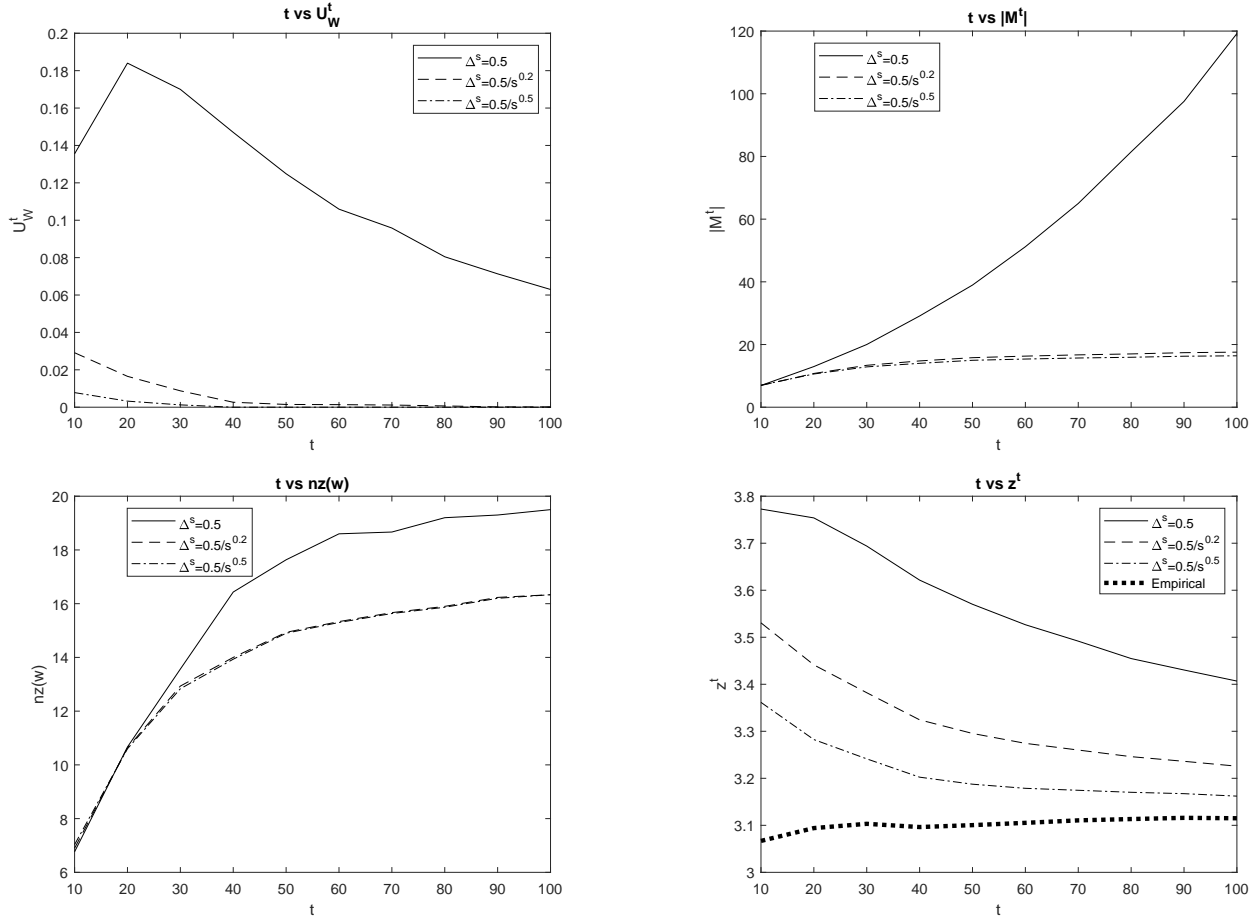 t vs U_W^t
0.2
0.18
0.16
0.14
0.12
0.1
0.08
0.06
0.04
0.02
0
U_W^t
Δ^s=0.5
Δ^s=0.5/s^0.2
Δ^s=0.5/s^0.5
10 20 30 40 50 60 70 80 90 100
t
t vs |M^t|
120
100
80
60
40
20
0
|M^t|
Δ^s=0.5
Δ^s=0.5/s^0.2
Δ^s=0.5/s^0.5
10 20 30 40 50 60 70 80 90 100
t
t vs nz(w)
20
18
16
14
12
10
8
6
nz(w)
Δ^s=0.5
Δ^s=0.5/s^0.2
Δ^s=0.5/s^0.5
10 20 30 40 50 60 70 80 90 100
t
t vs z^t
3.8
3.7
3.6
3.5
3.4
3.3
3.2
3.1
3
z^t
Δ^s=0.5
Δ^s=0.5/s^0.2
Δ^s=0.5/s^0.5
Empirical
10 20 30 40 50 60 70 80 90 100
t